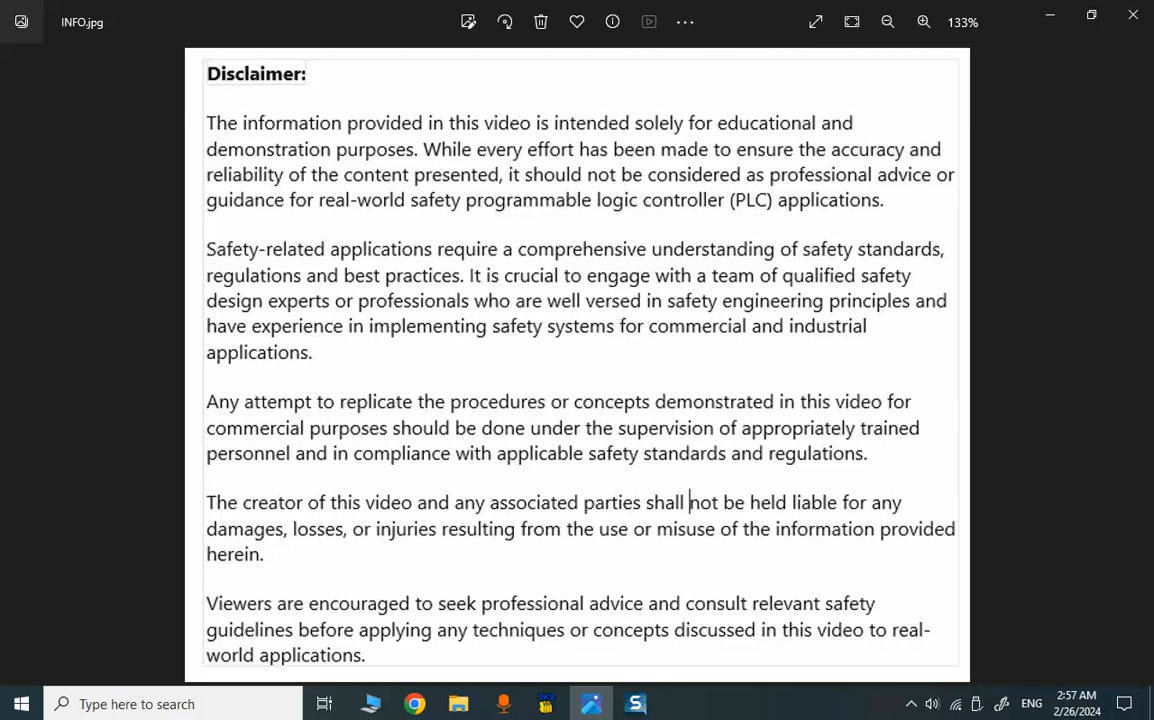 INFO.jpg
133%
Disclaimer:
The information provided in this video is intended solely for educational and
demonstration purposes. While every effort has been made to ensure the accuracy and
reliability of the content presented, it should not be considered as professional advice or
guidance for real-world safety programmable logic controller (PLC) applications.
Safety-related applications require a comprehensive understanding of safety standards,
regulations and best practices. It is crucial to engage with a team of qualified safety
design experts or professionals who are well versed in safety engineering principles and
have experience in implementing safety systems for commercial and industrial
applications.
Any attempt to replicate the procedures or concepts demonstrated in this video for
commercial purposes should be done under the supervision of appropriately trained
personnel and in compliance with applicable safety standards and regulations.
The creator of this video and any associated parties shall not be held liable for any
damages, losses, or injuries resulting from the use or misuse of the information provided
herein.
Viewers are encouraged to seek professional advice and consult relevant safety
guidelines before applying any techniques or concepts discussed in this video to real-
world applications.
Type here to search
ENG
2:57 AM
2/26/2024